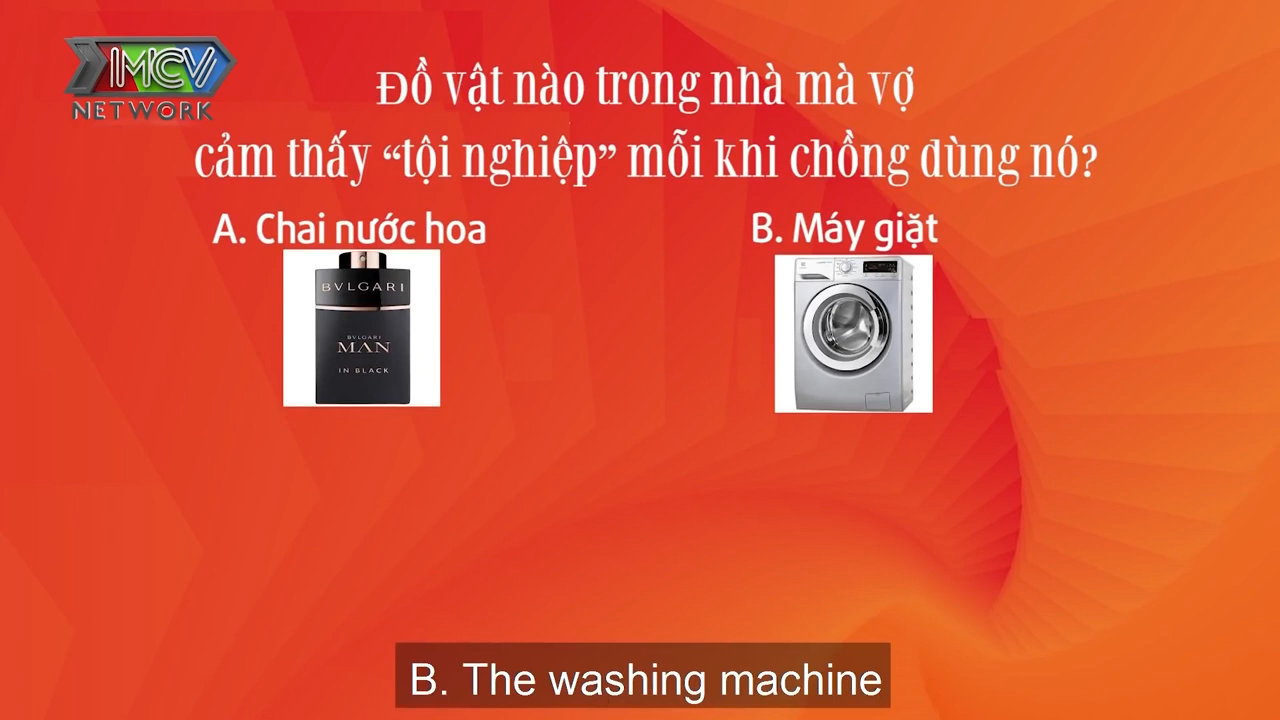 MCV
NETWORK
Đồ vật nào trong nhà mà vợ
cảm thấy “tội nghiệp” mỗi khi chồng dùng nó?
A. Chai nước hoa
B. Máy giặt
BVLGARI
BVLGARI
MAN
IN BLACK
B. The washing machine